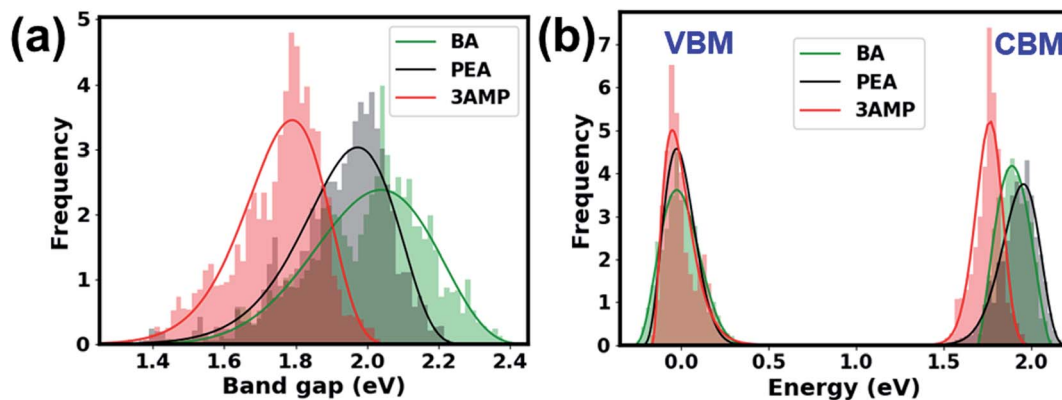 (a)
5
4
3
2
1
0
Frequency
BA
PEA
3AMP
1.4 1.6 1.8 2.0 2.2 2.4
Band gap (eV)
(b)
VBM
CBM
7
6
5
4
3
2
1
0
Frequency
BA
PEA
3AMP
0.0 0.5 1.0 1.5 2.0
Energy (eV)